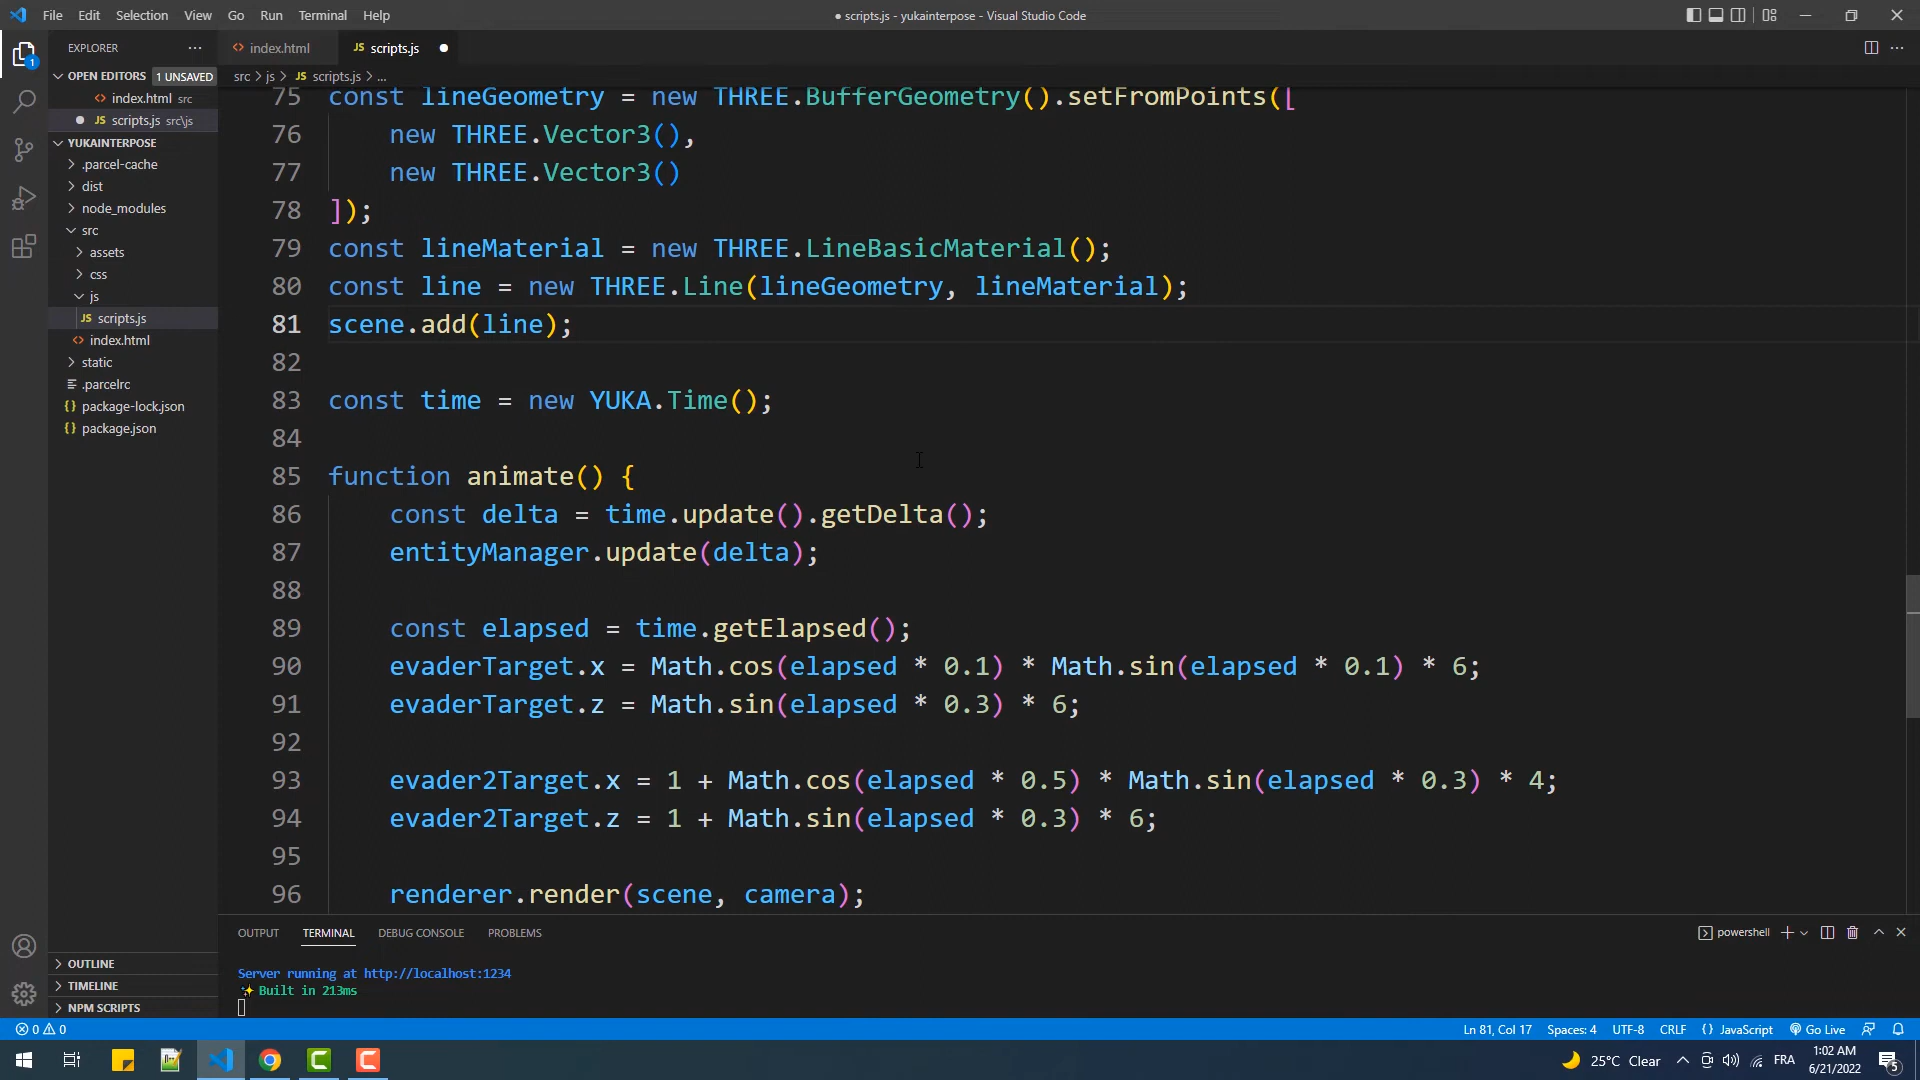 File Edit Selection View Go Run Terminal Help
● scripts.js - yukainterpose - Visual Studio Code
EXPLORER
index.html
scripts.js
OPEN EDITORS 1 UNSAVED
src > js > JS scripts.js > ...
index.html src
JS scripts.js src\js
YUKAINTERPOSE
.parcel-cache
dist
node_modules
src
assets
css
js
JS scripts.js
index.html
static
.parcelrc
package-lock.json
package.json
OUTLINE
TIMELINE
NPM SCRIPTS
75 const lineGeometry = new THREE.BufferGeometry().setFromPoints([
76 new THREE.Vector3(),
77 new THREE.Vector3()
78 ]);
79 const lineMaterial = new THREE.LineBasicMaterial();
80 const line = new THREE.Line(lineGeometry, lineMaterial);
81 scene.add(line);
82
83 const time = new YUKA.Time();
84
85 function animate() {
86 const delta = time.update().getDelta();
87 entityManager.update(delta);
88
89 const elapsed = time.getElapsed();
90 evaderTarget.x = Math.cos(elapsed * 0.1) * Math.sin(elapsed * 0.1) * 6;
91 evaderTarget.z = Math.sin(elapsed * 0.3) * 6;
92
93 evader2Target.x = 1 + Math.cos(elapsed * 0.5) * Math.sin(elapsed * 0.3) * 4;
94 evader2Target.z = 1 + Math.sin(elapsed * 0.3) * 6;
95
96 renderer.render(scene, camera);
OUTPUT TERMINAL DEBUG CONSOLE PROBLEMS
powershell
Server running at http://localhost:1234
✨ Built in 213ms
0 0
Ln 81, Col 17 Spaces: 4 UTF-8 CRLF {} JavaScript Go Live
25°C Clear FRA 1:02 AM
6/21/2022
5